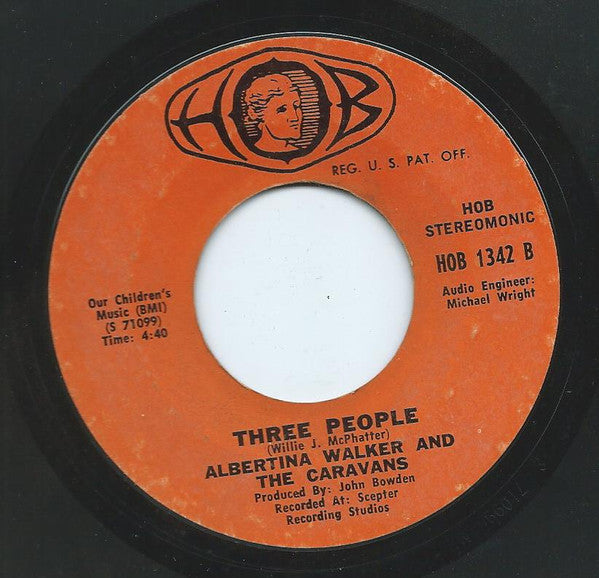 HOB
REG. U. S. PAT. OFF.
HOB
STEREOMONIC
HOB 1342 B
Audio Engineer:
Michael Wright
Our Children's
Music (BMI)
(S 71099)
Time: 4:40
THREE PEOPLE
(Willie J. McPhatter)
ALBERTINA WALKER AND
THE CARAVANS
Produced By: John Bowden
Recorded At: Scepter
Recording Studios